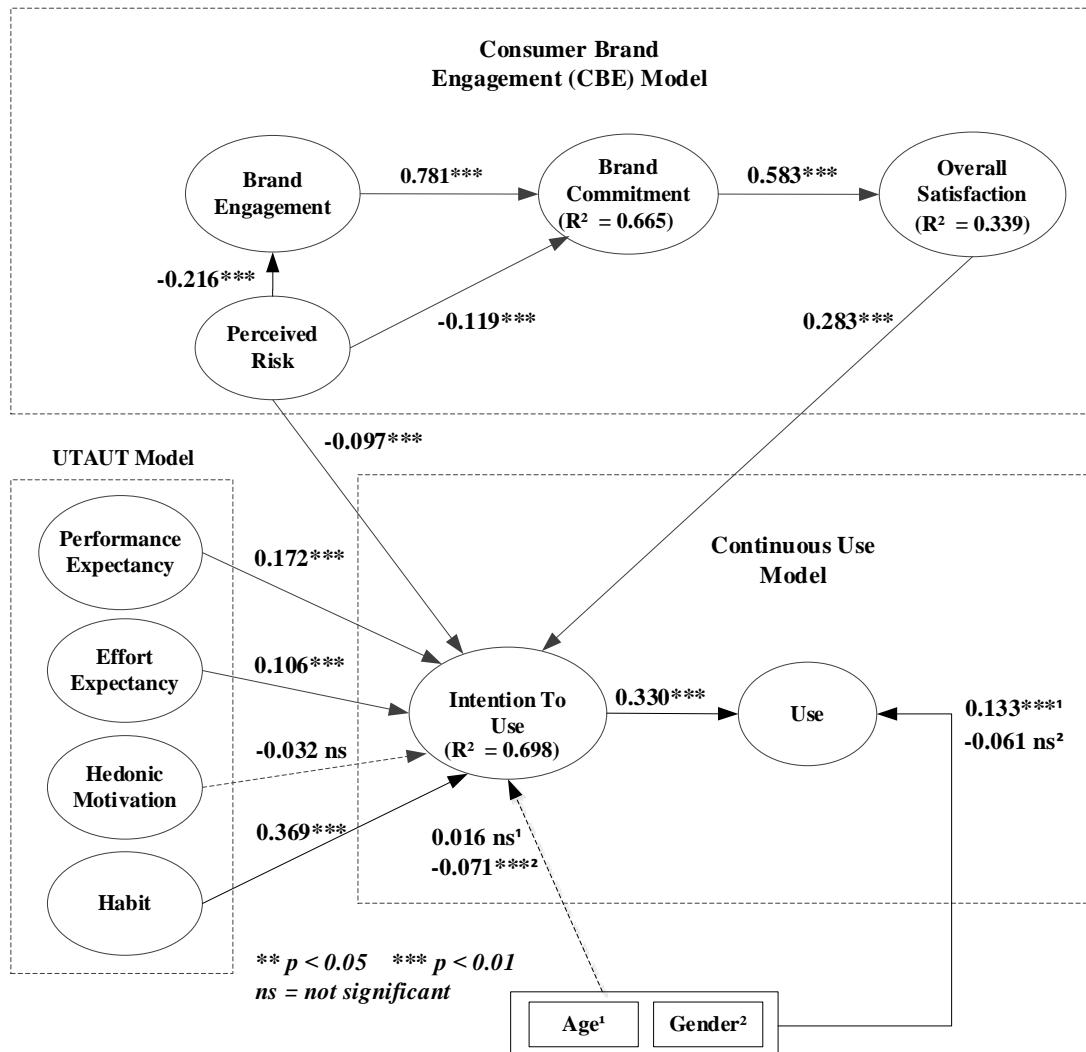 Consumer Brand
Engagement (CBE) Model
Brand
Engagement
0.781***
Brand
Commitment
(R² = 0.665)
0.583***
Overall
Satisfaction
(R² = 0.339)
-0.216***
Perceived
Risk
-0.119***
0.283***
-0.097***
UTAUT Model
Performance
Expectancy
0.172***
Continuous Use
Model
Effort
Expectancy
0.106***
Intention To
Use
(R² = 0.698)
0.330***
Use
0.133***¹
-0.061 ns²
-0.032 ns
Hedonic
Motivation
0.369***
0.016 ns¹
-0.071***²
Habit
** p < 0.05 *** p < 0.01
ns = not significant
Age¹
Gender²